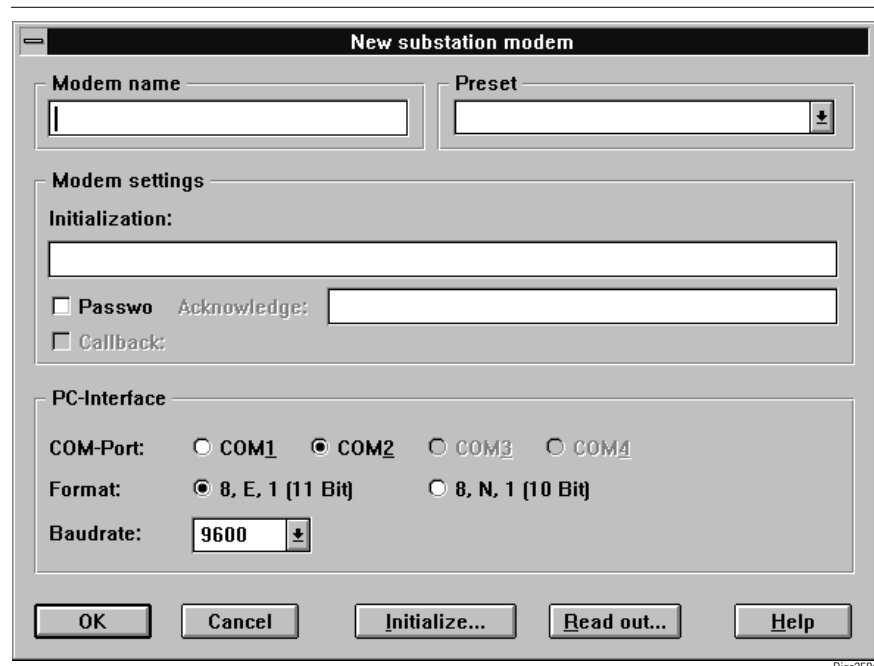 New substation modem
Modem name
Preset
Modem settings
Initialization:
Passwo Acknowledge:
Callback:
PC-Interface
COM-Port: COM1 COM2 COM3 COM4
Format: 8, E, 1 (11 Bit) 8, N, 1 (10 Bit)
Baudrate: 9600
OK Cancel Initialize... Read out... Help